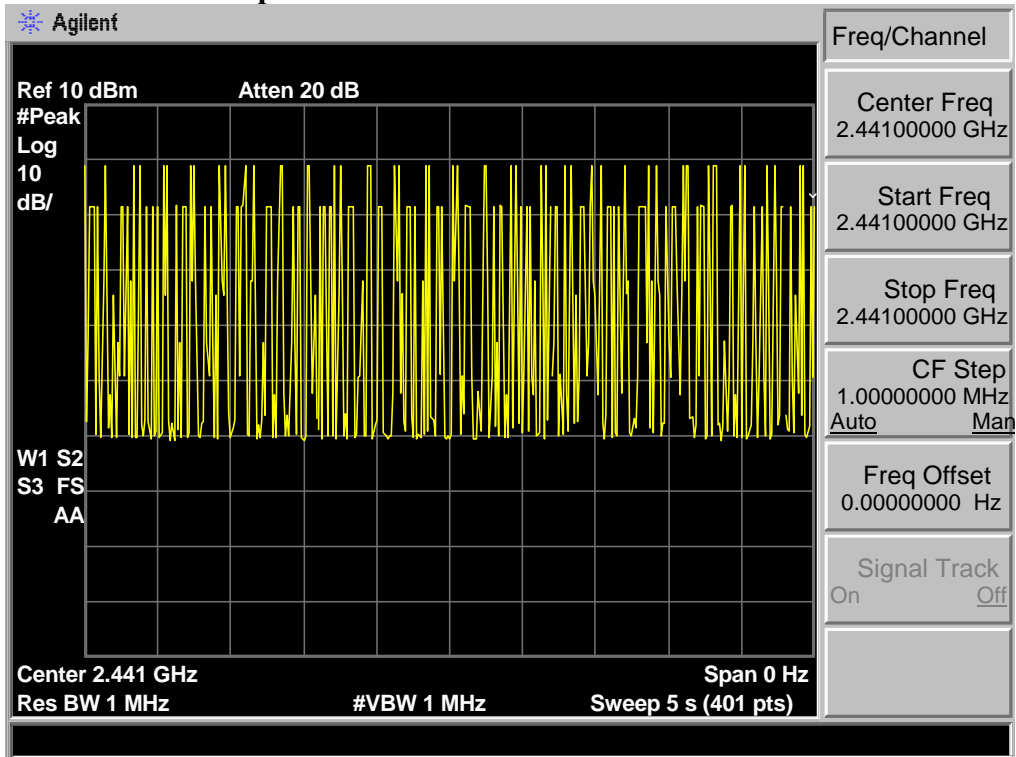 Agilent
Freq/Channel
Ref 10 dBm Atten 20 dB
#Peak
Log
10
dB/
Center Freq
2.44100000 GHz
Start Freq
2.44100000 GHz
Stop Freq
2.44100000 GHz
CF Step
1.00000000 MHz
Auto Man
W1 S2
S3 FS
AA
Freq Offset
0.00000000 Hz
Signal Track
On Off
Center 2.441 GHz Span 0 Hz
Res BW 1 MHz #VBW 1 MHz Sweep 5 s (401 pts)